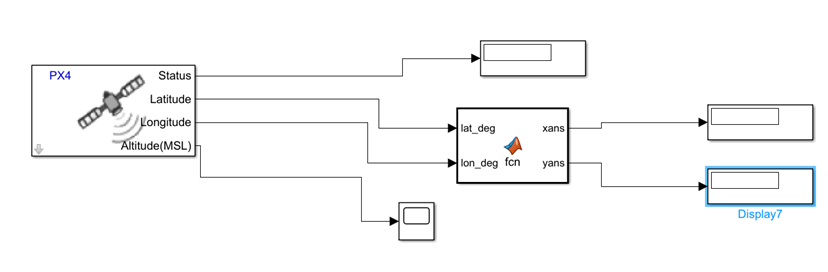 PX4
Status
Latitude
Longitude
Altitude(MSL)
lat_deg
lon_deg
fcn
xans
yans
Display7